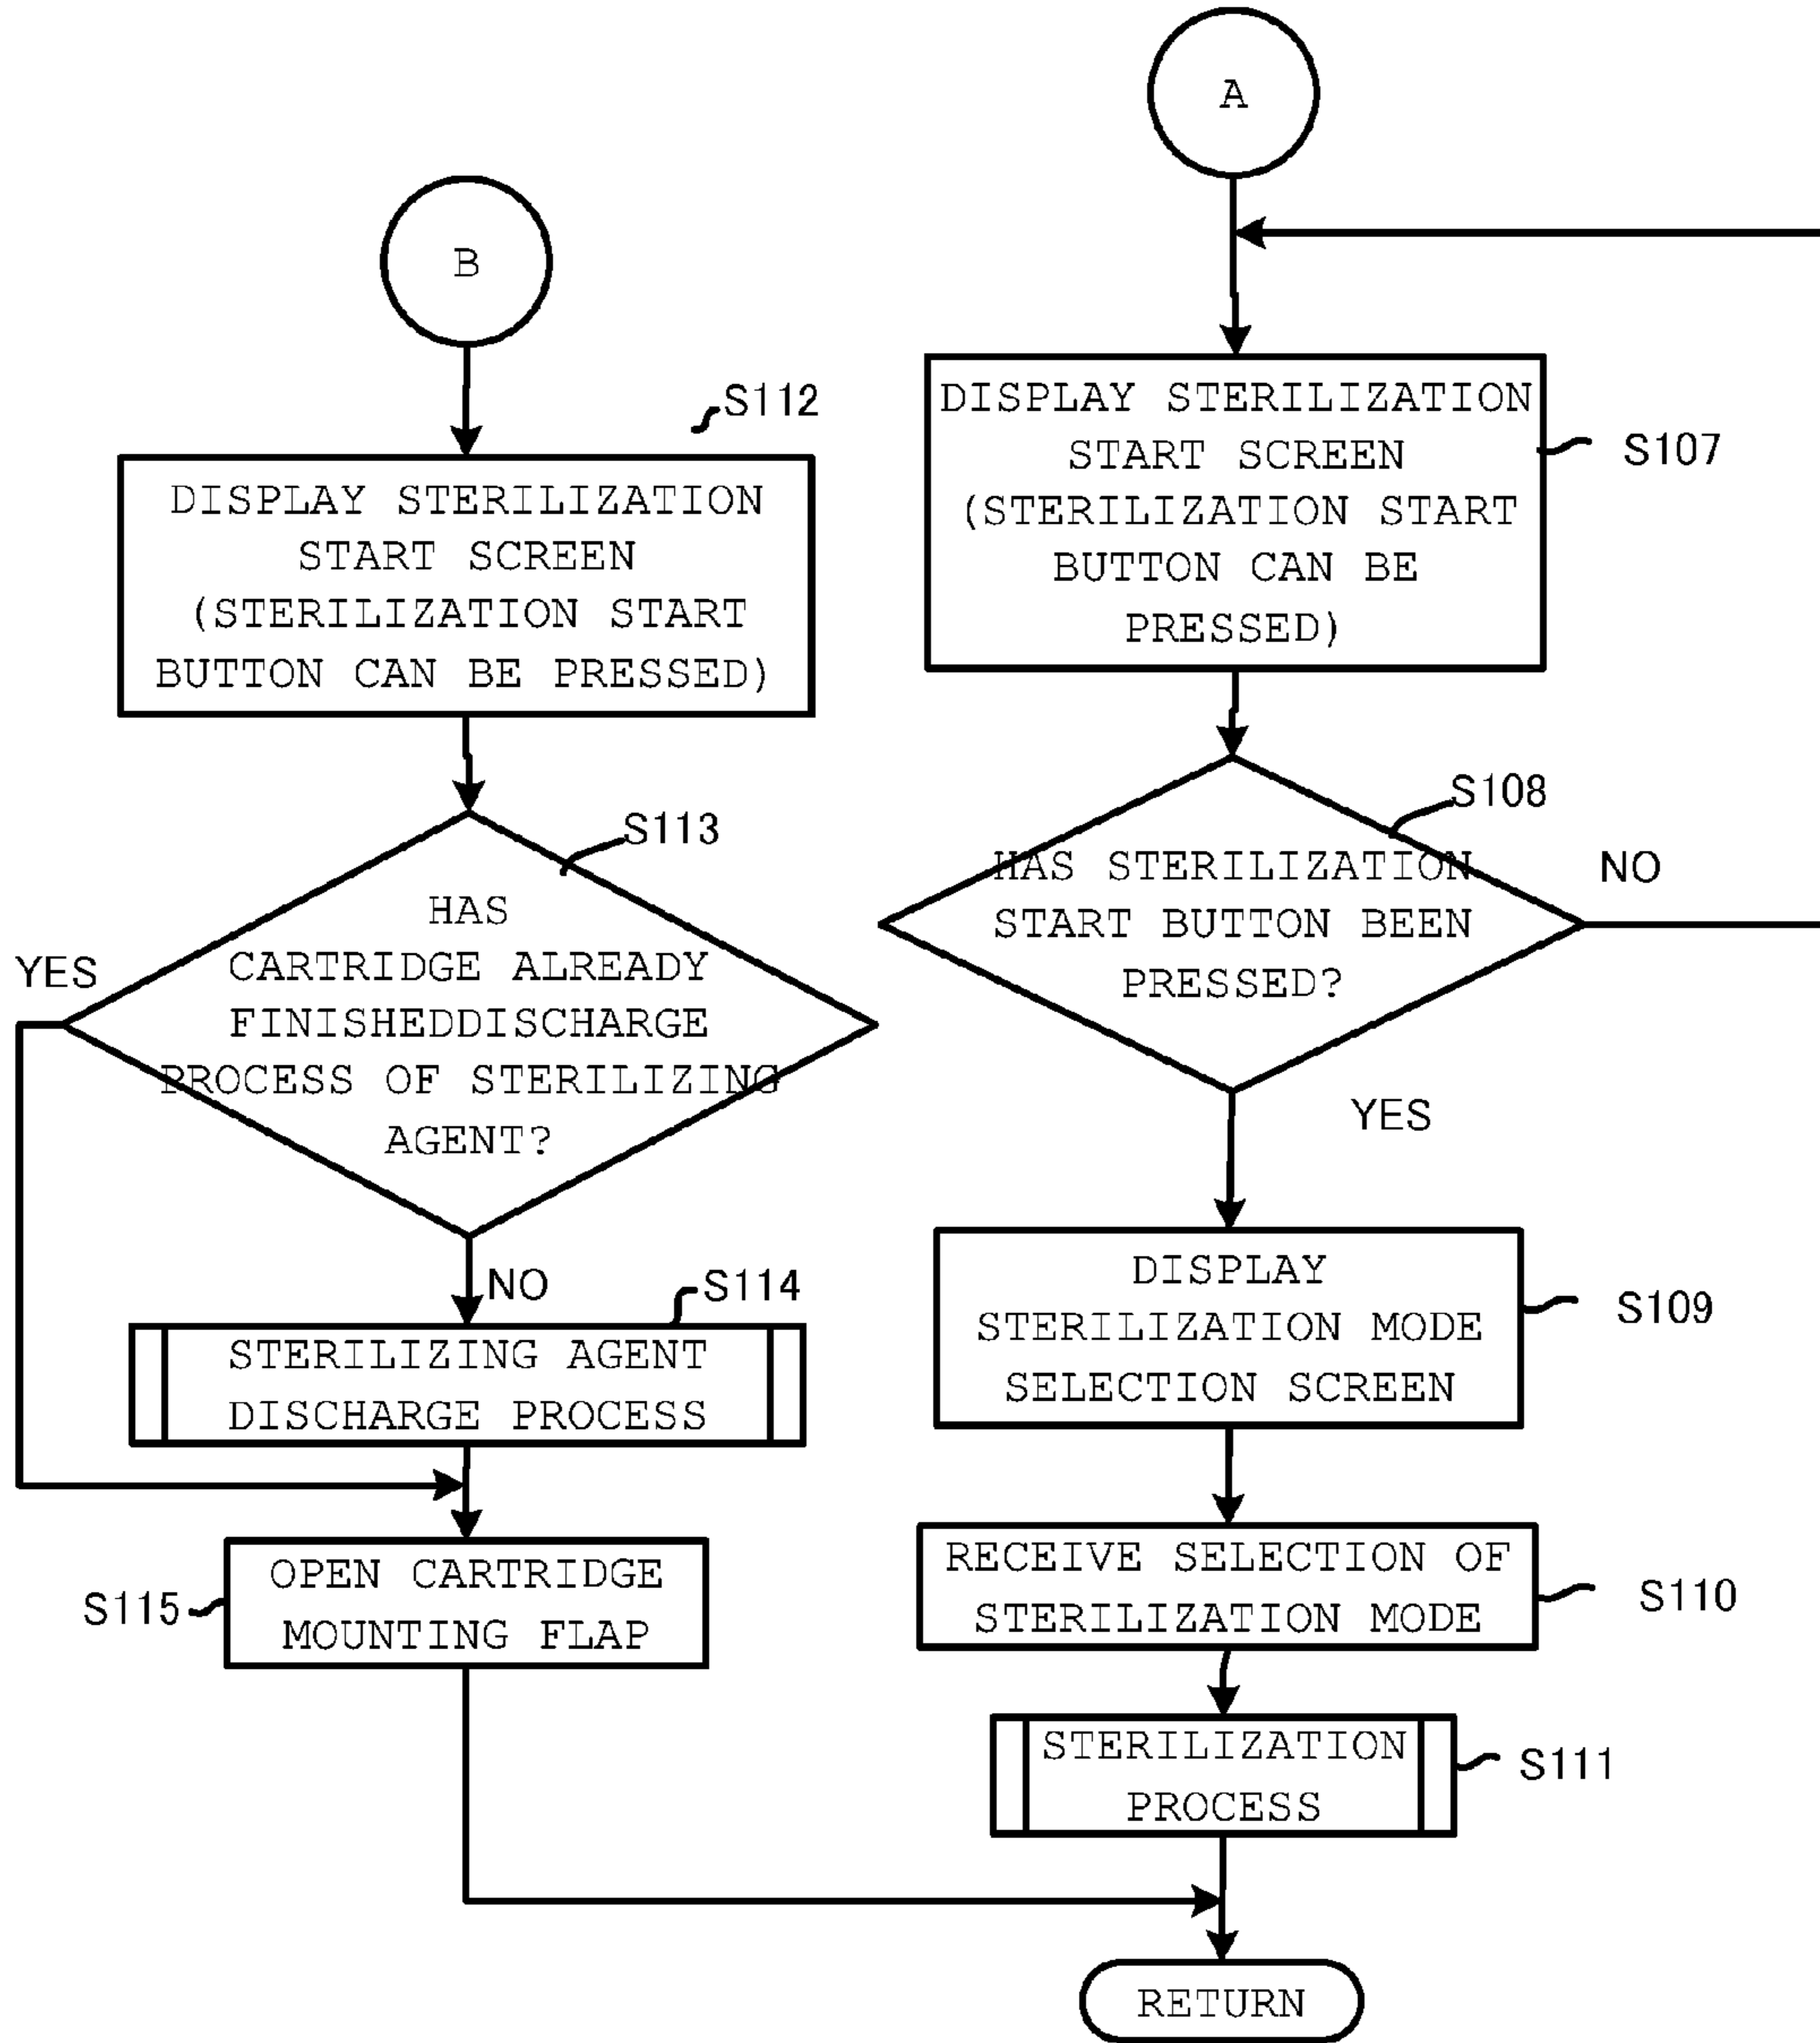 A
B
S112
DISPLAY STERILIZATION
START SCREEN
(STERILIZATION START
BUTTON CAN BE PRESSED)
S113
HAS
CARTRIDGE ALREADY
FINISHEDDISCHARGE
PROCESS OF STERILIZING
AGENT?
YES
NO
S114
STERILIZING AGENT
DISCHARGE PROCESS
OPEN CARTRIDGE
MOUNTING FLAP
S115
DISPLAY STERILIZATION
START SCREEN
(STERILIZATION START
BUTTON CAN BE
PRESSED)
S107
S108
HAS STERILIZATION
START BUTTON BEEN
PRESSED?
NO
YES
DISPLAY
STERILIZATION MODE
SELECTION SCREEN
S109
RECEIVE SELECTION OF
STERILIZATION MODE
S110
STERILIZATION
PROCESS
S111
RETURN